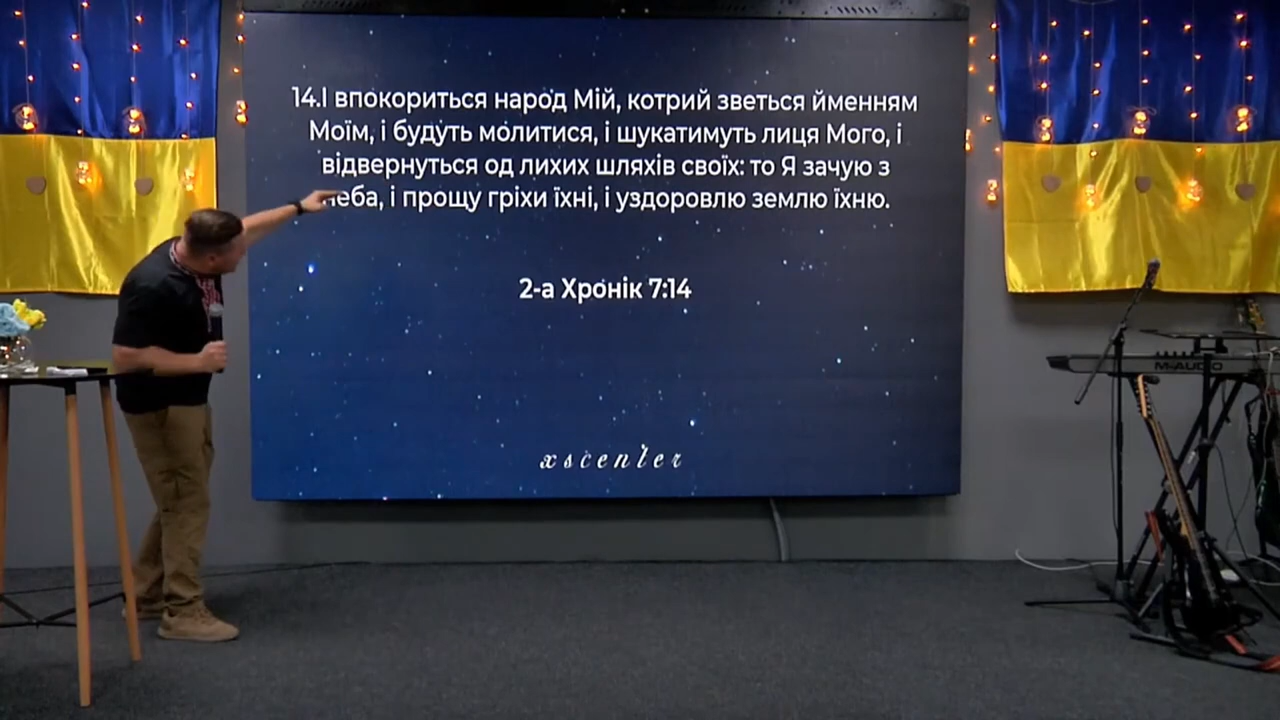 14.І впокориться народ Мій, котрий зветься йменням
Моїм, і будуть молитися, і шукатимуть лиця Мого, і
відвернуться од лихих шляхів своїх: то Я зачую з
неба, і прощу гріхи їхні, і уздоровлю землю їхню.
2-а Хронік 7:14
xscenter
M-AUDIO